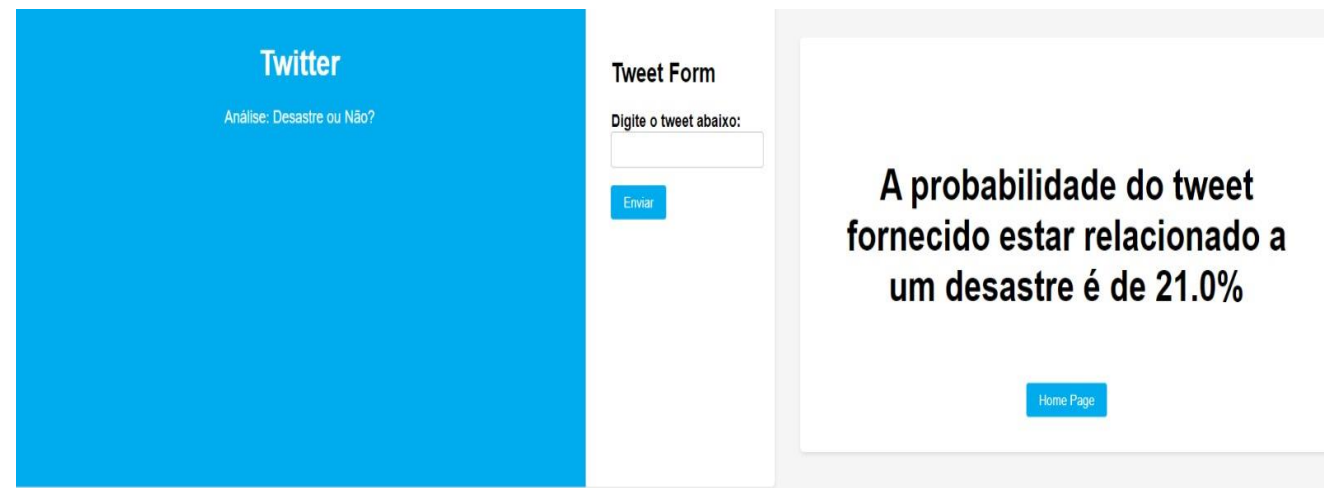 Twitter
Análise: Desastre ou Não?
Tweet Form
Digite o tweet abaixo:
Enviar
A probabilidade do tweet
fornecido estar relacionado a
um desastre é de 21.0%
Home Page